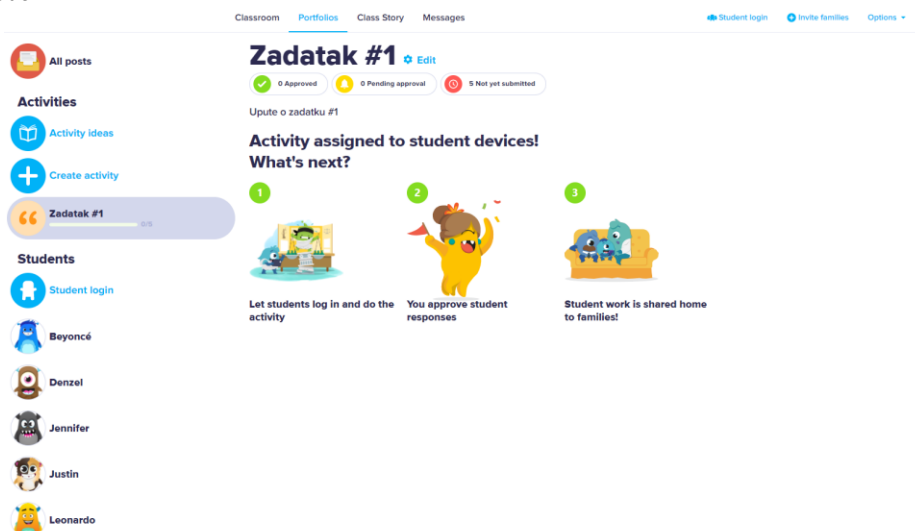 Classroom Portfolios Class Story Messages Student login Invite families Options
All posts
Activities
Activity ideas
Create activity
Zadatak #1
0/5
Students
Student login
Beyoncé
Denzel
Jennifer
Justin
Leonardo
Zadatak #1 Edit
0 Approved 0 Pending approval 5 Not yet submitted
Upute o zadatku #1
Activity assigned to student devices!
What's next?
1
Let students log in and do the
activity
2
You approve student
responses
3
Student work is shared home
to families!